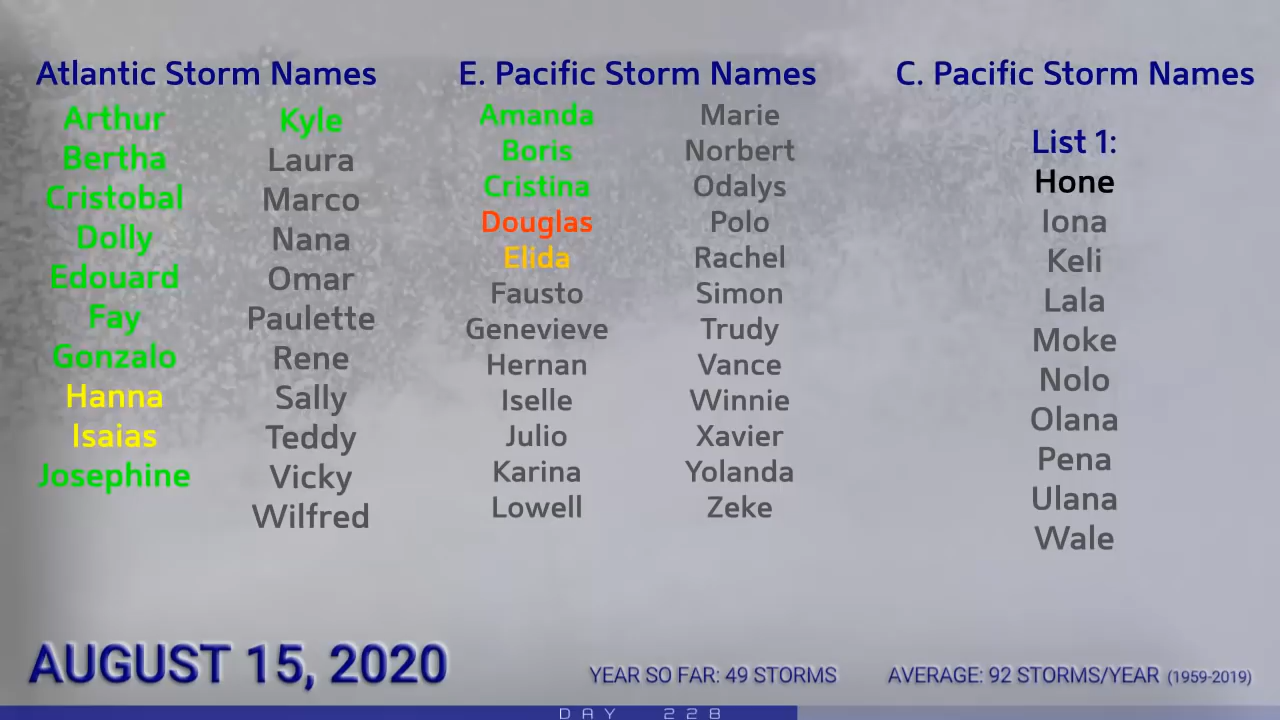 Atlantic Storm Names
Arthur
Bertha
Cristobal
Dolly
Edouard
Fay
Gonzalo
Hanna
Isaias
Josephine
Kyle
Laura
Marco
Nana
Omar
Paulette
Rene
Sally
Teddy
Vicky
Wilfred
E. Pacific Storm Names
Amanda
Boris
Cristina
Douglas
Elida
Fausto
Genevieve
Hernan
Iselle
Julio
Karina
Lowell
Marie
Norbert
Odalys
Polo
Rachel
Simon
Trudy
Vance
Winnie
Xavier
Yolanda
Zeke
C. Pacific Storm Names
List 1:
Hone
Iona
Keli
Lala
Moke
Nolo
Olana
Pena
Ulana
Wale
AUGUST 15, 2020
YEAR SO FAR: 49 STORMS
AVERAGE: 92 STORMS/YEAR (1959-2019)
DAY 228